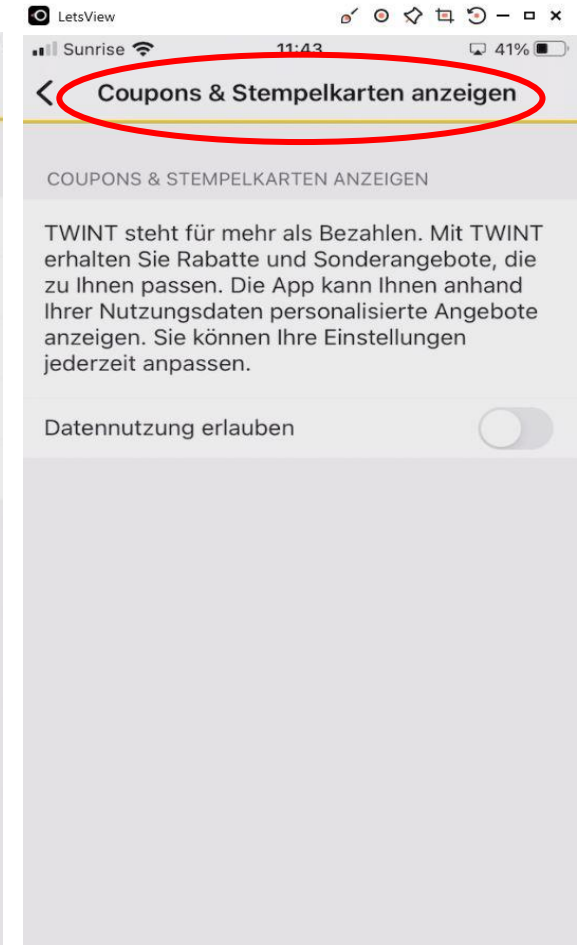 LetsView
Sunrise 11:43 41%
Coupons & Stempelkarten anzeigen
COUPONS & STEMPELKARTEN ANZEIGEN
TWINT steht für mehr als Bezahlen. Mit TWINT
erhalten Sie Rabatte und Sonderangebote, die
zu Ihnen passen. Die App kann Ihnen anhand
Ihrer Nutzungsdaten personalisierte Angebote
anzeigen. Sie können Ihre Einstellungen
jederzeit anpassen.
Datennutzung erlauben